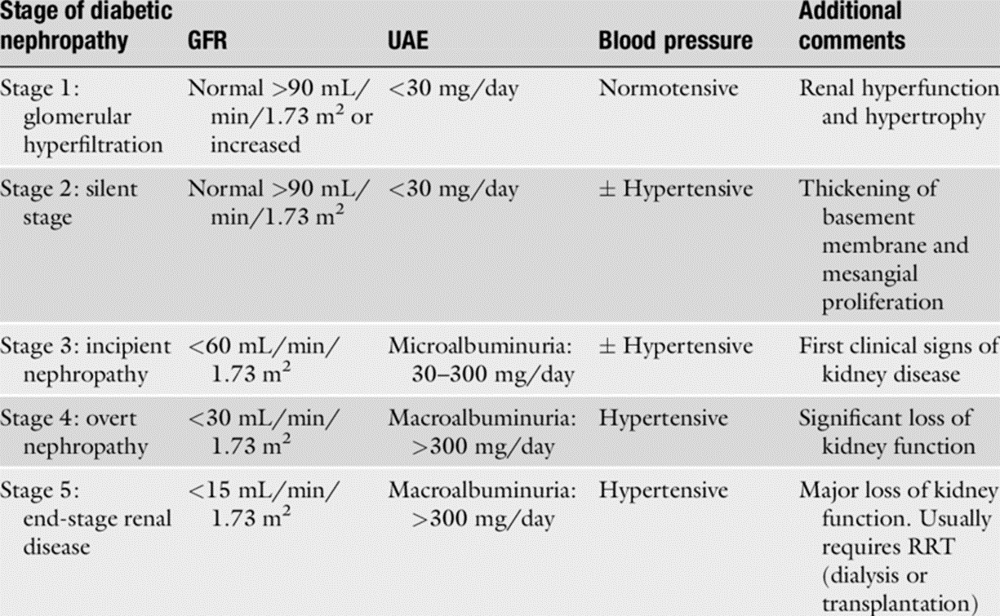 Stage of diabetic nephropathy GFR UAE Blood pressure Additional comments
Stage 1: glomerular hyperfiltration Normal >90 mL/min/1.73 m² or increased <30 mg/day Normotensive Renal hyperfunction and hypertrophy
Stage 2: silent stage Normal >90 mL/min/1.73 m² <30 mg/day ± Hypertensive Thickening of basement membrane and mesangial proliferation
Stage 3: incipient nephropathy <60 mL/min/1.73 m² Microalbuminuria: 30–300 mg/day ± Hypertensive First clinical signs of kidney disease
Stage 4: overt nephropathy <30 mL/min/1.73 m² Macroalbuminuria: >300 mg/day Hypertensive Significant loss of kidney function
Stage 5: end-stage renal disease <15 mL/min/1.73 m² Macroalbuminuria: >300 mg/day Hypertensive Major loss of kidney function. Usually requires RRT (dialysis or transplantation)